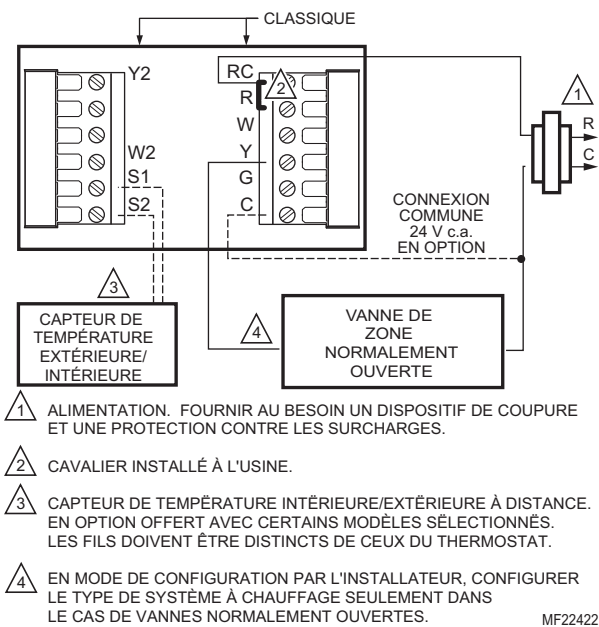 CLASSIQUE
Y2
W2
S1
S2
RC
R
W
Y
G
C
2
1
R
C
CONNEXION
COMMUNE
24 V c.a.
EN OPTION
3
CAPTEUR DE
TEMPÉRATURE
EXTÉRIEURE/
INTÉRIEURE
4
VANNE DE
ZONE
NORMALEMENT
OUVERTE
1 ALIMENTATION. FOURNIR AU BESOIN UN DISPOSITIF DE COUPURE
ET UNE PROTECTION CONTRE LES SURCHARGES.
2 CAVALIER INSTALLÉ À L'USINE.
3 CAPTEUR DE TEMPËRATURE INTËRIEURE/EXTËRIEURE À DISTANCE.
EN OPTION OFFERT AVEC CERTAINS MODÈLES SËLECTIONNËS.
LES FILS DOIVENT ÊTRE DISTINCTS DE CEUX DU THERMOSTAT.
4 EN MODE DE CONFIGURATION PAR L'INSTALLATEUR, CONFIGURER
LE TYPE DE SYSTÈME À CHAUFFAGE SEULEMENT DANS
LE CAS DE VANNES NORMALEMENT OUVERTES.
MF22422